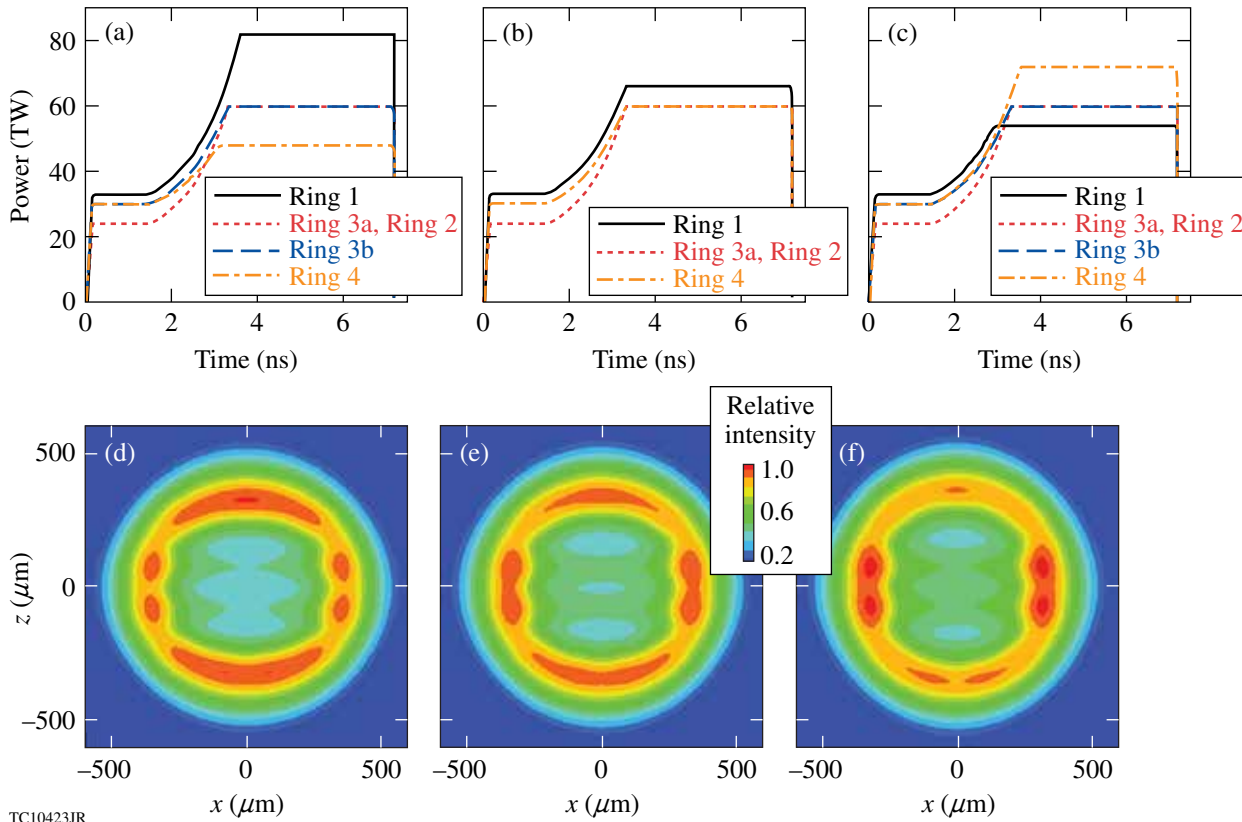 (a)
(b)
(c)
Power (TW)
80
60
40
20
0
Ring 1
Ring 3a, Ring 2
Ring 3b
Ring 4
Ring 1
Ring 3a, Ring 2
Ring 4
Ring 1
Ring 3a, Ring 2
Ring 3b
Ring 4
0 2 4 6
0 2 4 6
0 2 4 6
Time (ns)
Time (ns)
Time (ns)
(d)
(e)
(f)
Relative
intensity
1.0
0.6
0.2
z (μm)
500
0
−500
−500 0 500
−500 0 500
−500 0 500
x (μm)
x (μm)
x (μm)
TC10423JR